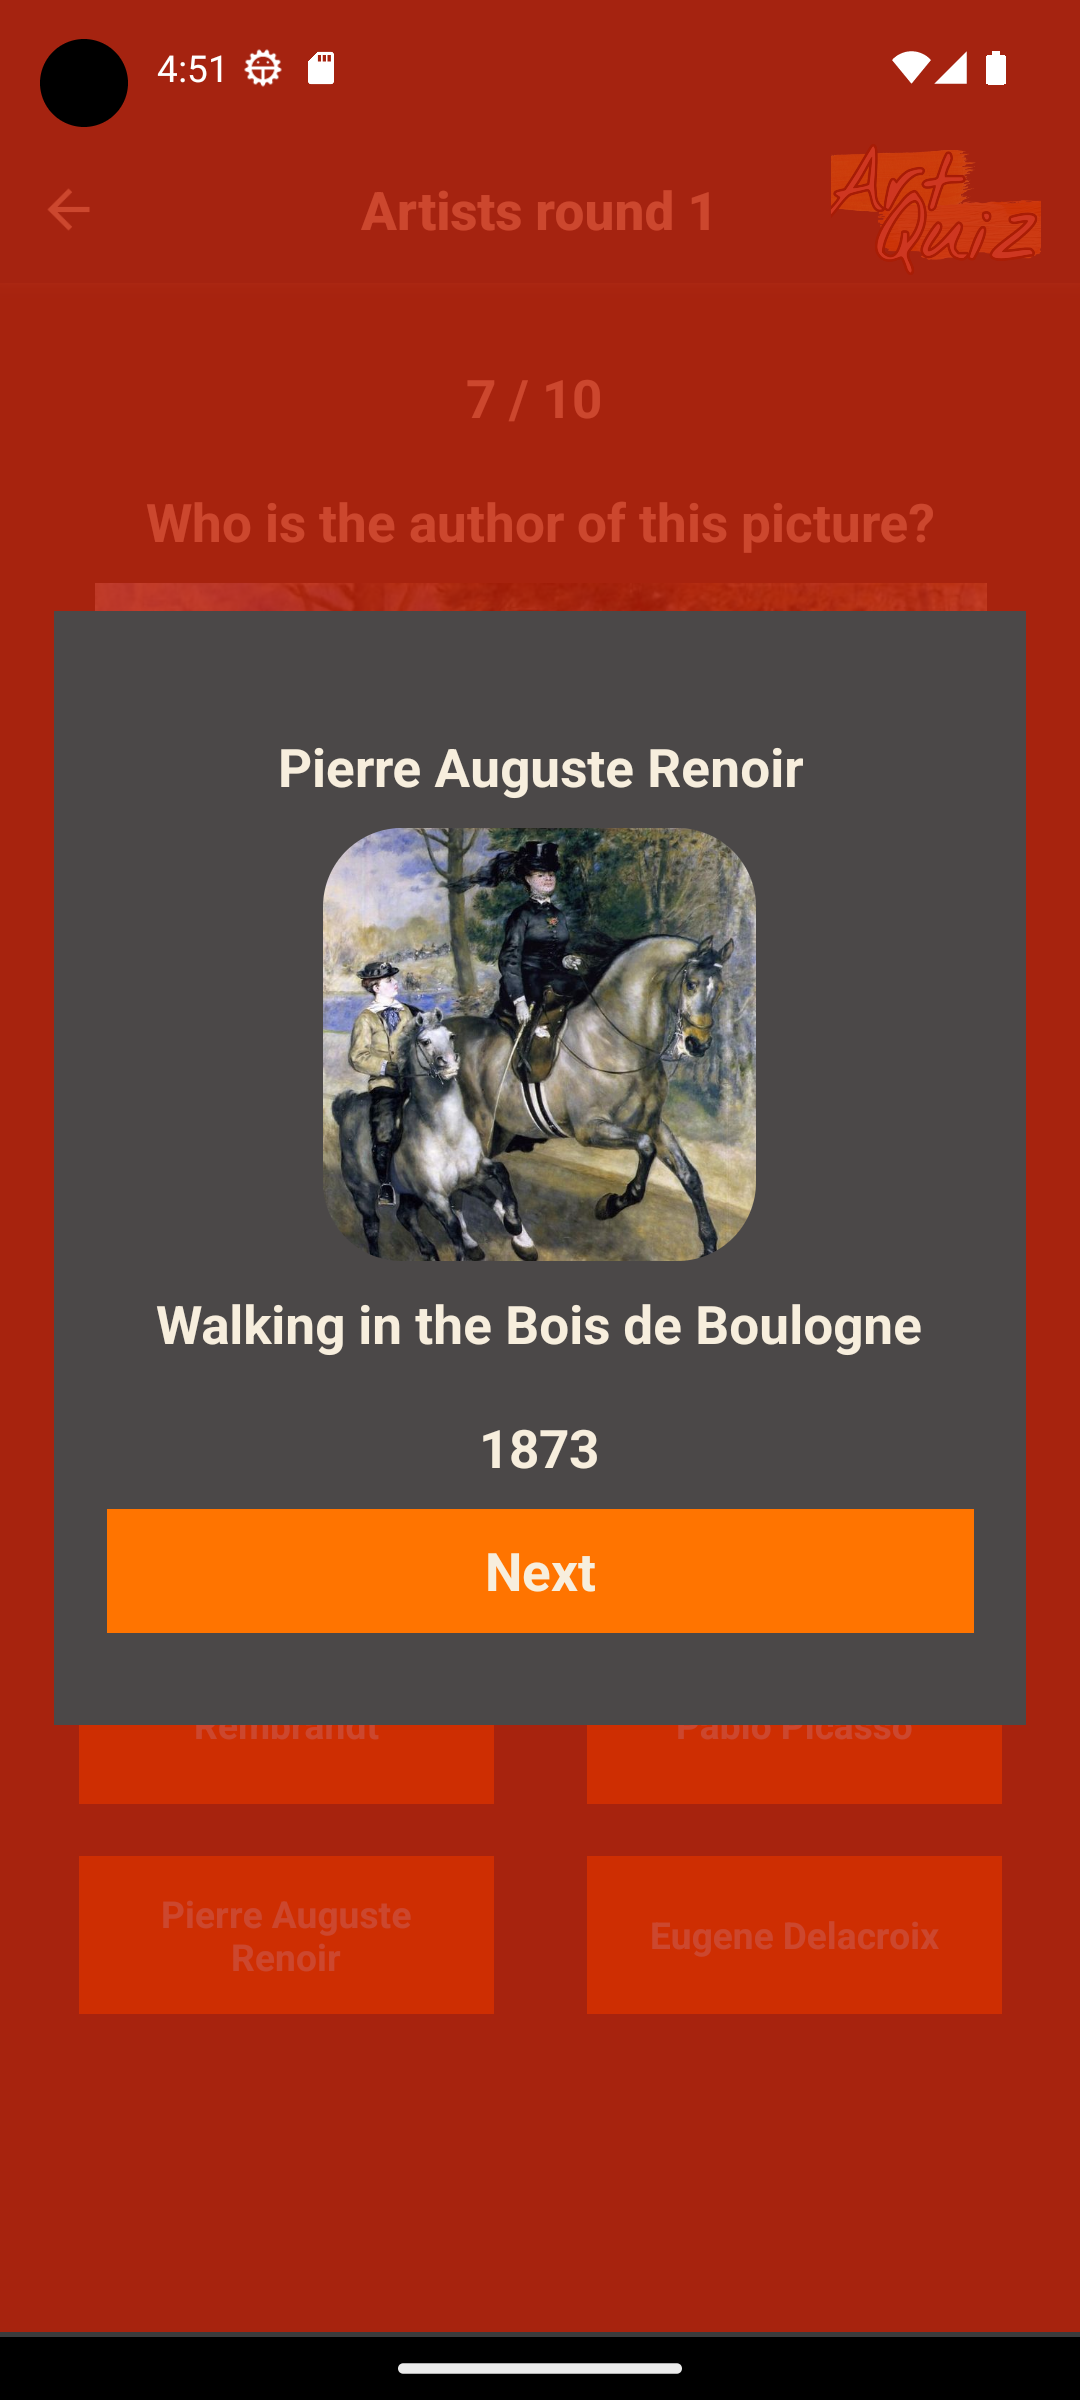 4:51
Artists round 1
Art
Quiz
7 / 10
Who is the author of this picture?
Pierre Auguste Renoir
Walking in the Bois de Boulogne
1873
Next
Rembrandt
Pablo Picasso
Pierre Auguste
Renoir
Eugene Delacroix